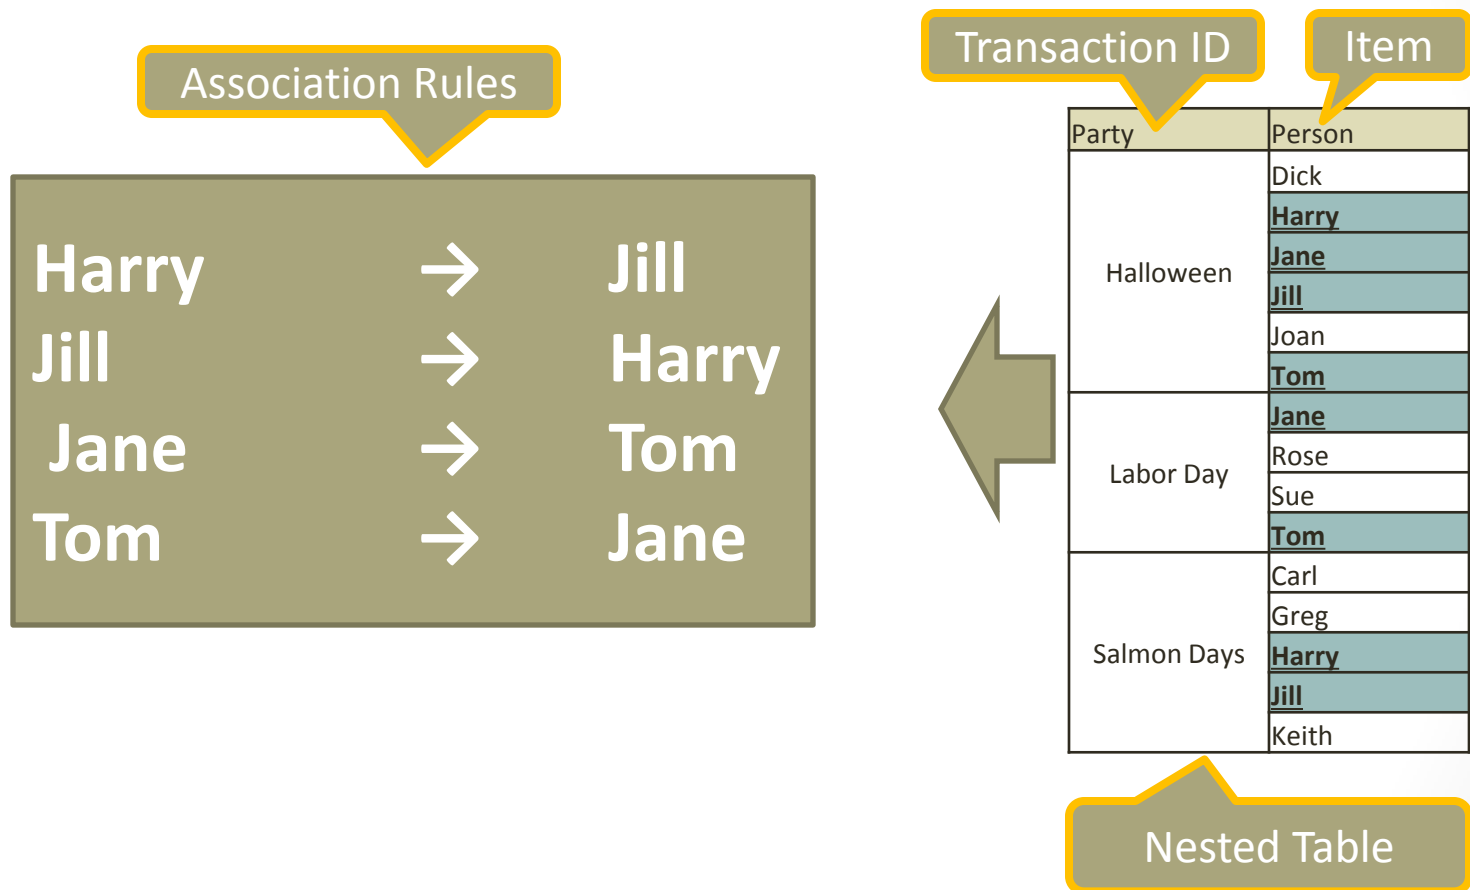 Association Rules
Harry → Jill
Jill → Harry
Jane → Tom
Tom → Jane
Transaction ID
Item
Party Person
Halloween
Dick
Harry
Jane
Jill
Joan
Tom
Labor Day
Jane
Rose
Sue
Tom
Salmon Days
Carl
Greg
Harry
Jill
Keith
Nested Table